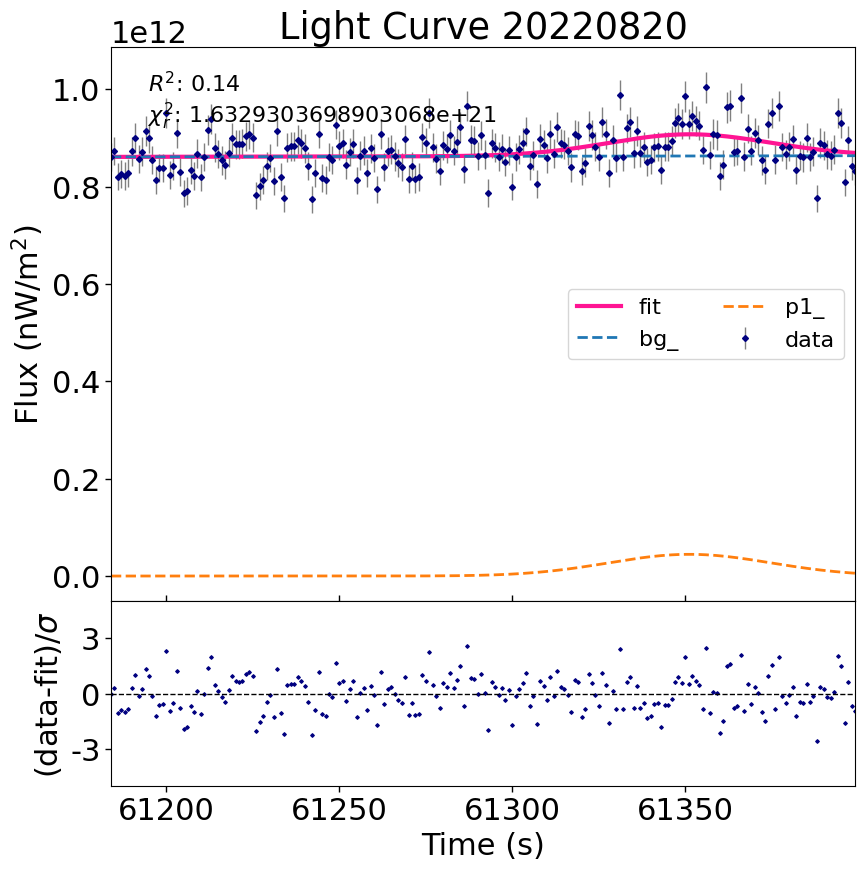 Light Curve 20220820
1e12
R²: 0.14
χ²ᵣ: 1.6329303698903068e+21
1.0
0.8
0.6
0.4
0.2
0.0
Flux (nW/m²)
fit
bg_
p1_
data
3
0
-3
(data-fit)/σ
61200 61250 61300 61350
Time (s)